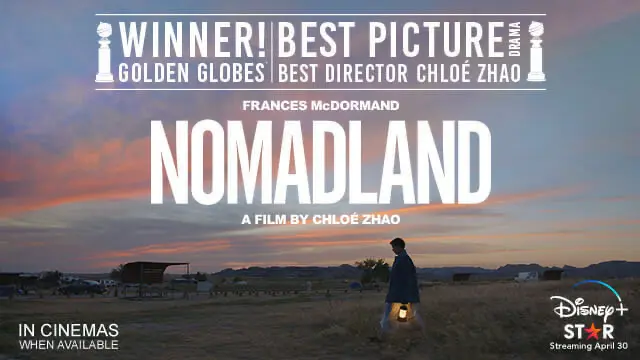 WINNER!
GOLDEN GLOBES
BEST PICTURE DRAMA
BEST DIRECTOR CHLOÉ ZHAO
FRANCES McDORMAND
NOMADLAND
A FILM BY CHLOÉ ZHAO
IN CINEMAS
WHEN AVAILABLE
Disney+
STAR
Streaming April 30